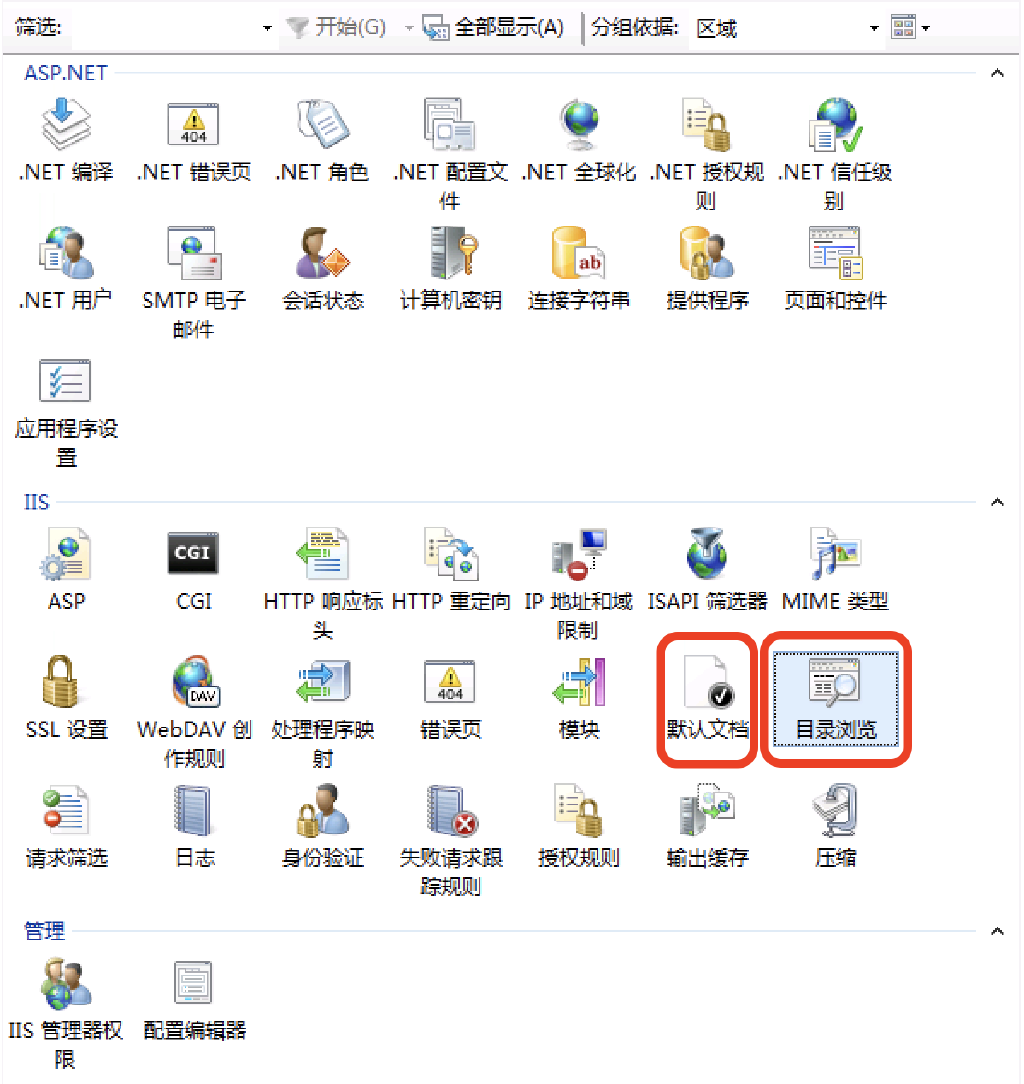 筛选: 开始(G) 全部显示(A) 分组依据: 区域
ASP.NET
404
.NET 编译 .NET 错误页 .NET 角色 .NET 配置文 .NET 全球化 .NET 授权规 .NET 信任级
件 则 别
ab
.NET 用户 SMTP 电子 会话状态 计算机密钥 连接字符串 提供程序 页面和控件
邮件
应用程序设
置
IIS
CGI
ASP CGI HTTP 响应标 HTTP 重定向 IP 地址和域 ISAPI 筛选器 MIME 类型
头 限制
DAV 404
SSL 设置 WebDAV 创 处理程序映 错误页 模块 默认文档 目录浏览
作规则 射
请求筛选 日志 身份验证 失败请求跟 授权规则 输出缓存 压缩
踪规则
管理
IIS 管理器权 配置编辑器
限